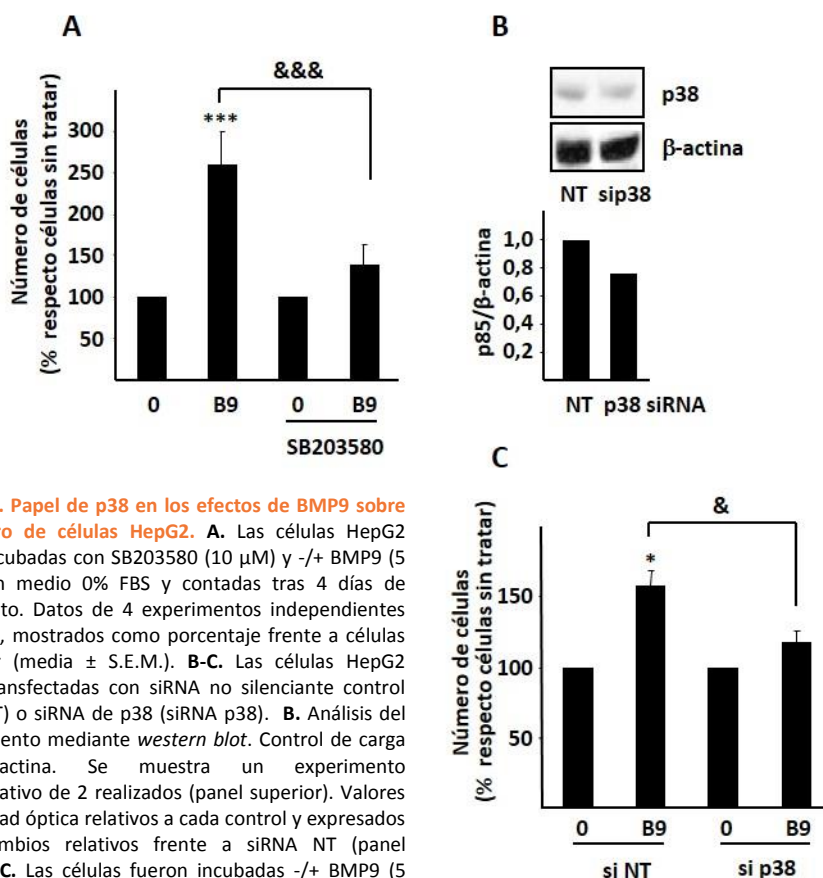 A
Número de células
(% respecto células sin tratar)
&&&
***
300
250
200
150
100
50
0 B9 0 B9
SB203580
B
p38
β-actina
NT sip38
p85/β-actina
1,0
0,8
0,6
0,4
0,2
NT p38 siRNA
. Papel de p38 en los efectos de BMP9 sobre
o de células HepG2. A. Las células HepG2
cubadas con SB203580 (10 µM) y -/+ BMP9 (5
n medio 0% FBS y contadas tras 4 días de
to. Datos de 4 experimentos independientes
, mostrados como porcentaje frente a células
(media ± S.E.M.). B-C. Las células HepG2
ansfectadas con siRNA no silenciante control
T) o siRNA de p38 (siRNA p38). B. Análisis del
ento mediante western blot. Control de carga
actina. Se muestra un experimento
ativo de 2 realizados (panel superior). Valores
ad óptica relativos a cada control y expresados
mbios relativos frente a siRNA NT (panel
C. Las células fueron incubadas -/+ BMP9 (5
C
Número de células
(% respecto células sin tratar)
&
*
150
100
50
0 B9 0 B9
si NT si p38